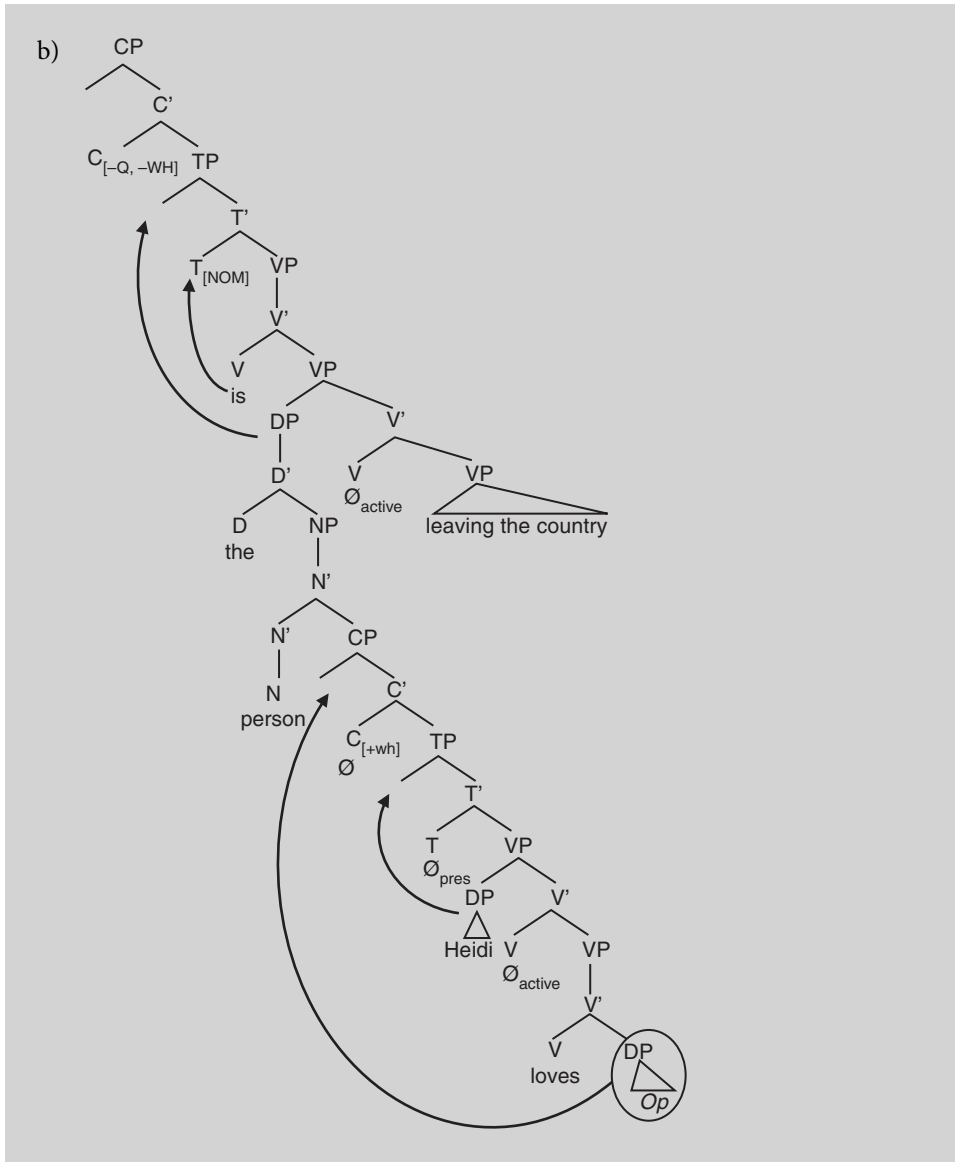 b)
CP
C’
C[–Q, –WH] TP
T’
T[NOM] VP
V’
V VP
is
DP V’
D’ V VP
Øactive
leaving the country
D NP
the
N’
N’ CP
N C’
person
C[+wh] TP
Ø
T’
T VP
Øpres
DP V’
Heidi V VP
Øactive
V’
V DP
loves
Op